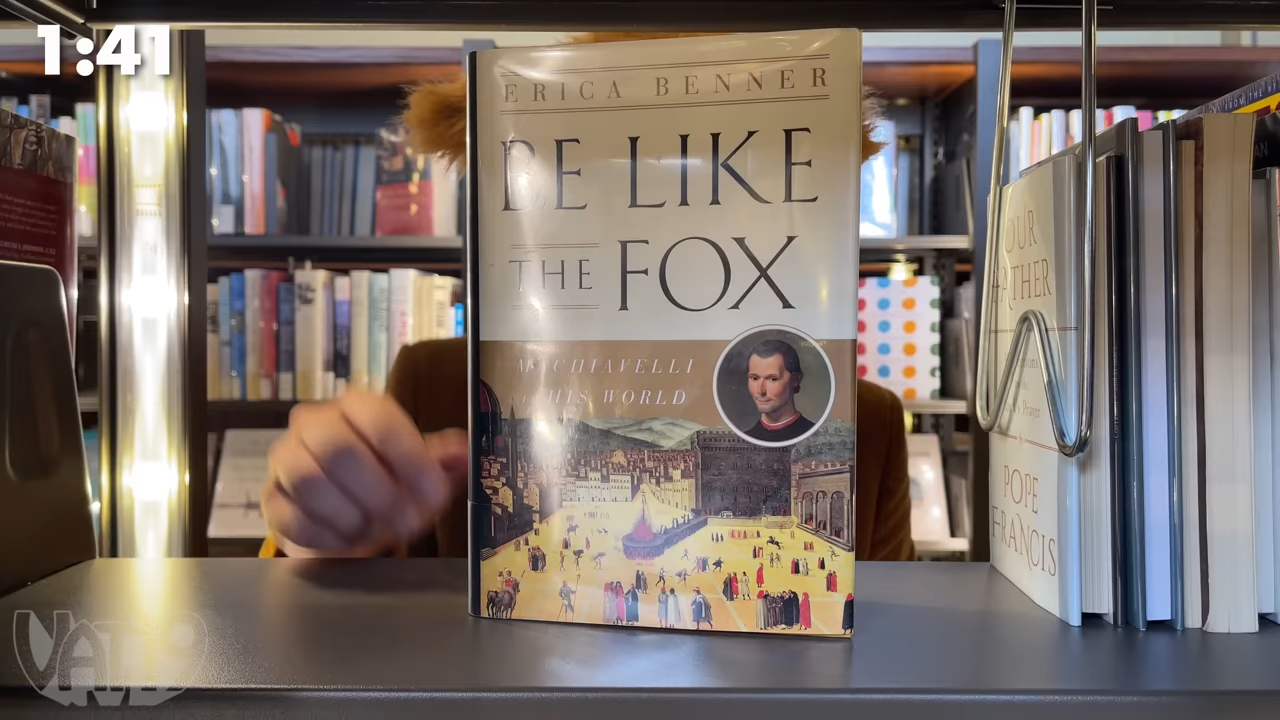 1:41
ERICA BENNER
BE LIKE
THE FOX
MACHIAVELLI
HIS WORLD
OUR
FATHER
POPE
FRANCIS